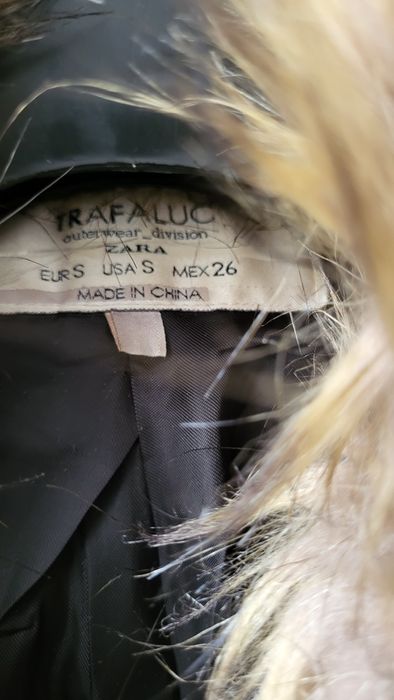 TRAFALUC
outerwear_division
ZARA
EUR S USA S MEX 26
MADE IN CHINA